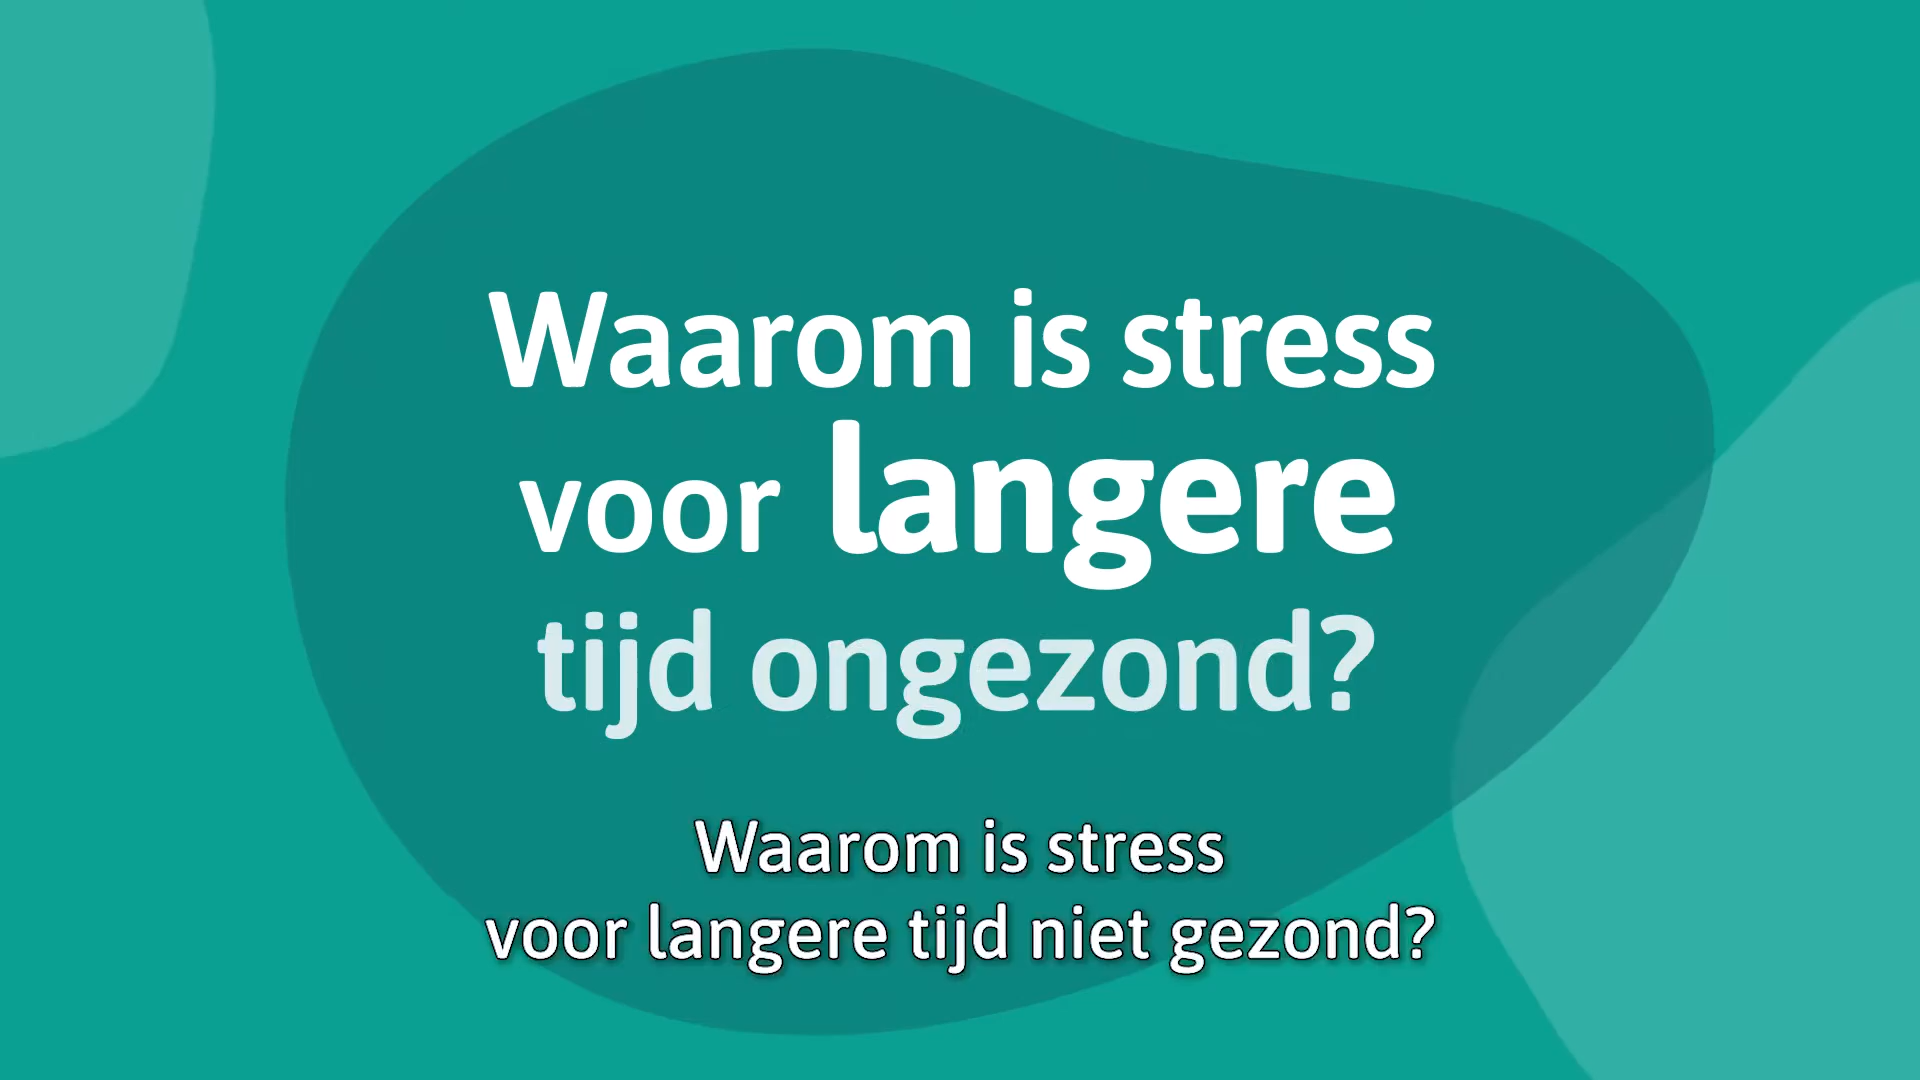 Waarom is stress
voor langere
tijd ongezond?
Waarom is stress
voor langere tijd niet gezond?